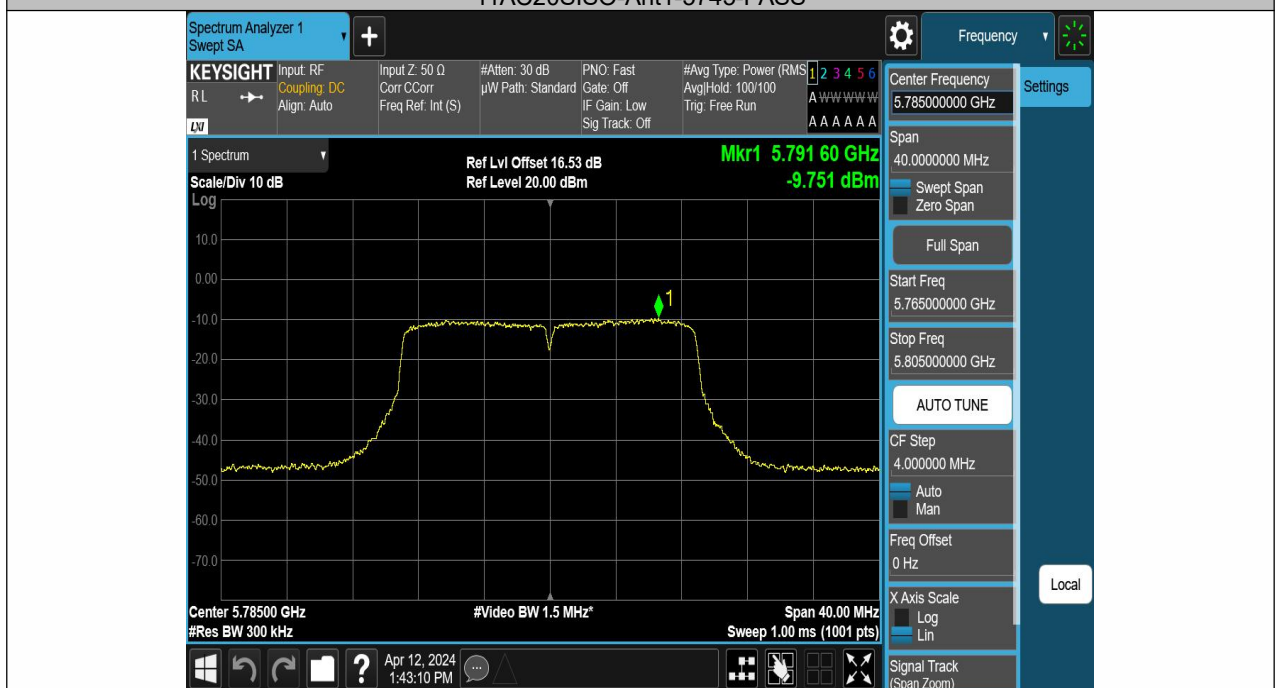 Spectrum Analyzer 1
Swept SA
Frequency
KEYSIGHT
RL
LXI
Input: RF
Coupling: DC
Align: Auto
Input Z: 50 Ω
Corr CCorr
Freq Ref: Int (S)
#Atten: 30 dB
µW Path: Standard
PNO: Fast
Gate: Off
IF Gain: Low
Sig Track: Off
#Avg Type: Power (RMS
Avg|Hold: 100/100
Trig: Free Run
1 2 3 4 5 6
A W W W W W
A A A A A A
1 Spectrum
Scale/Div 10 dB
Log
Ref Lvl Offset 16.53 dB
Ref Level 20.00 dBm
Mkr1 5.791 60 GHz
-9.751 dBm
10.0
0.00
-10.0
-20.0
-30.0
-40.0
-50.0
-60.0
-70.0
1
Center 5.78500 GHz
#Res BW 300 kHz
#Video BW 1.5 MHz*
Span 40.00 MHz
Sweep 1.00 ms (1001 pts)
Apr 12, 2024
1:43:10 PM
Center Frequency
5.785000000 GHz
Settings
Span
40.0000000 MHz
Swept Span
Zero Span
Full Span
Start Freq
5.765000000 GHz
Stop Freq
5.805000000 GHz
AUTO TUNE
CF Step
4.000000 MHz
Auto
Man
Freq Offset
0 Hz
X Axis Scale
Log
Lin
Local
Signal Track
(Span Zoom)